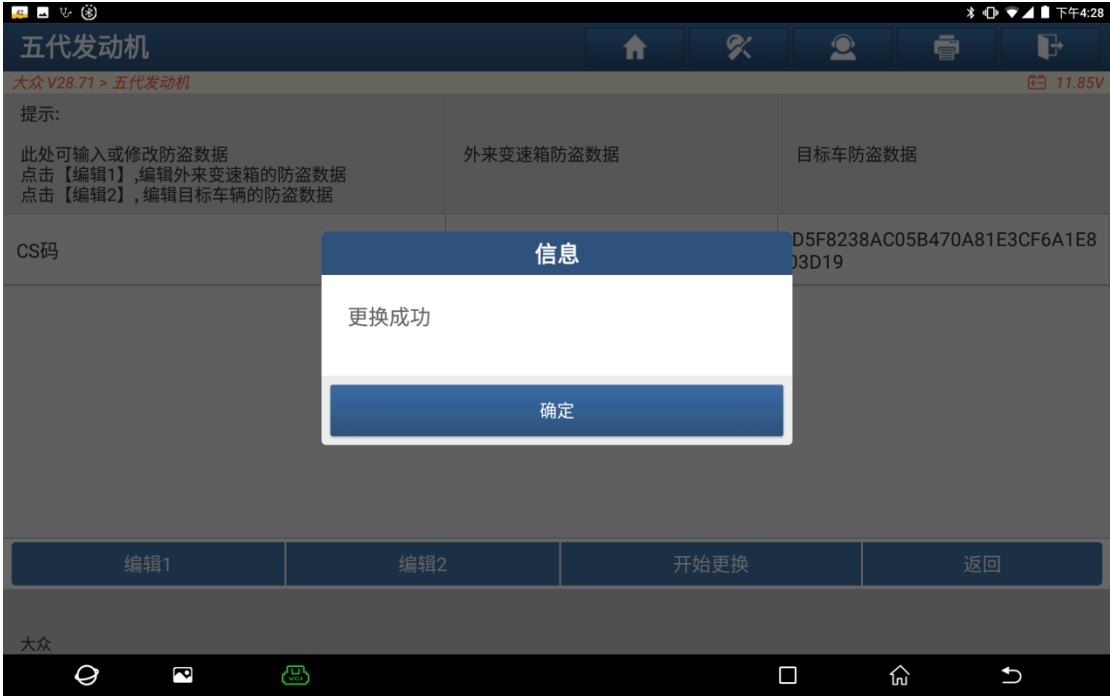 42 下午4:28
五代发动机
大众 V28.71 > 五代发动机 11.85V
提示:
此处可输入或修改防盗数据
点击【编辑1】,编辑外来变速箱的防盗数据
点击【编辑2】, 编辑目标车辆的防盗数据
外来变速箱防盗数据
目标车防盗数据
CS码
D5F8238AC05B470A81E3CF6A1E8
03D19
信息
更换成功
确定
编辑1 编辑2 开始更换 返回
大众
VCI